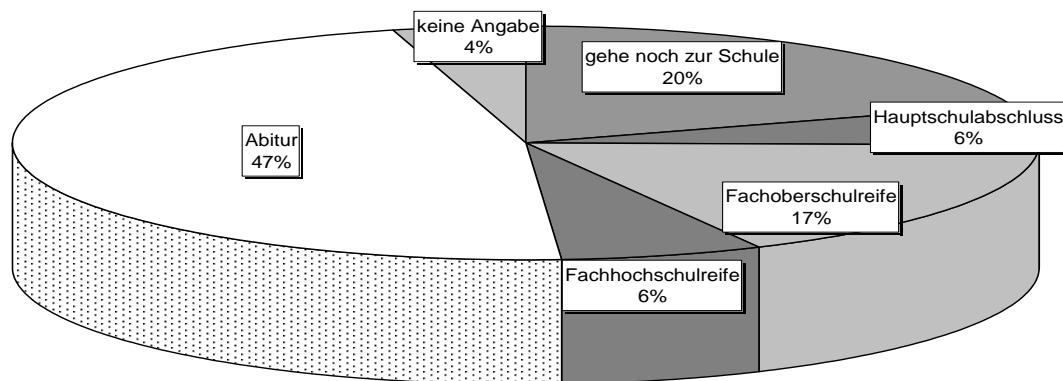 keine Angabe
4%
gehe noch zur Schule
20%
Hauptschulabschluss
6%
Abitur
47%
Fachoberschulreife
17%
Fachhochschulreife
6%